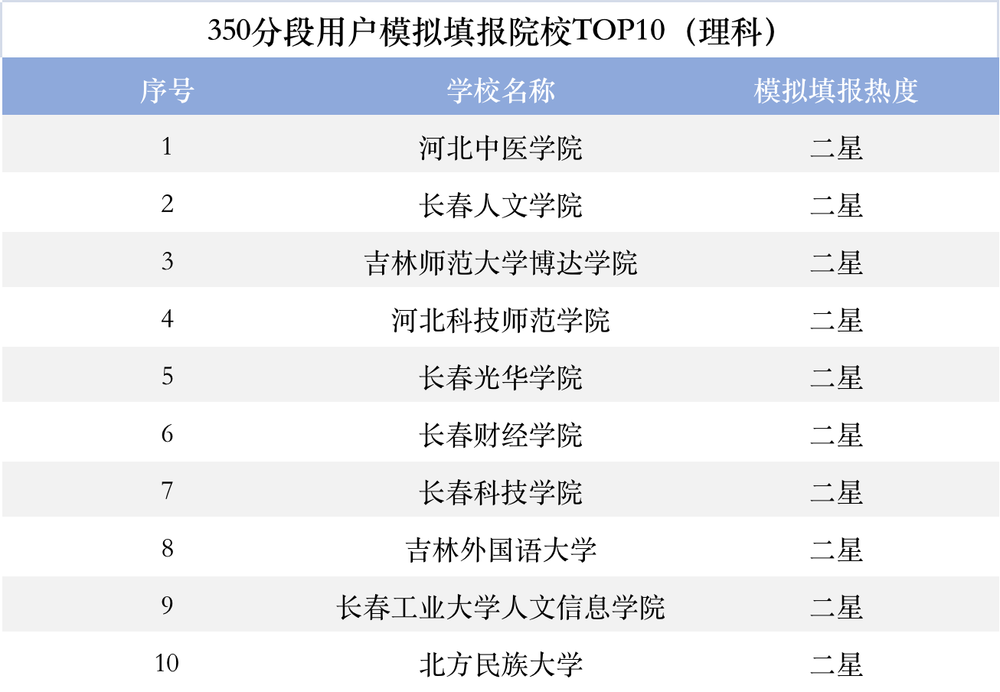 350分段用户模拟填报院校TOP10（理科）
序号 学校名称 模拟填报热度
1 河北中医学院 二星
2 长春人文学院 二星
3 吉林师范大学博达学院 二星
4 河北科技师范学院 二星
5 长春光华学院 二星
6 长春财经学院 二星
7 长春科技学院 二星
8 吉林外国语大学 二星
9 长春工业大学人文信息学院 二星
10 北方民族大学 二星